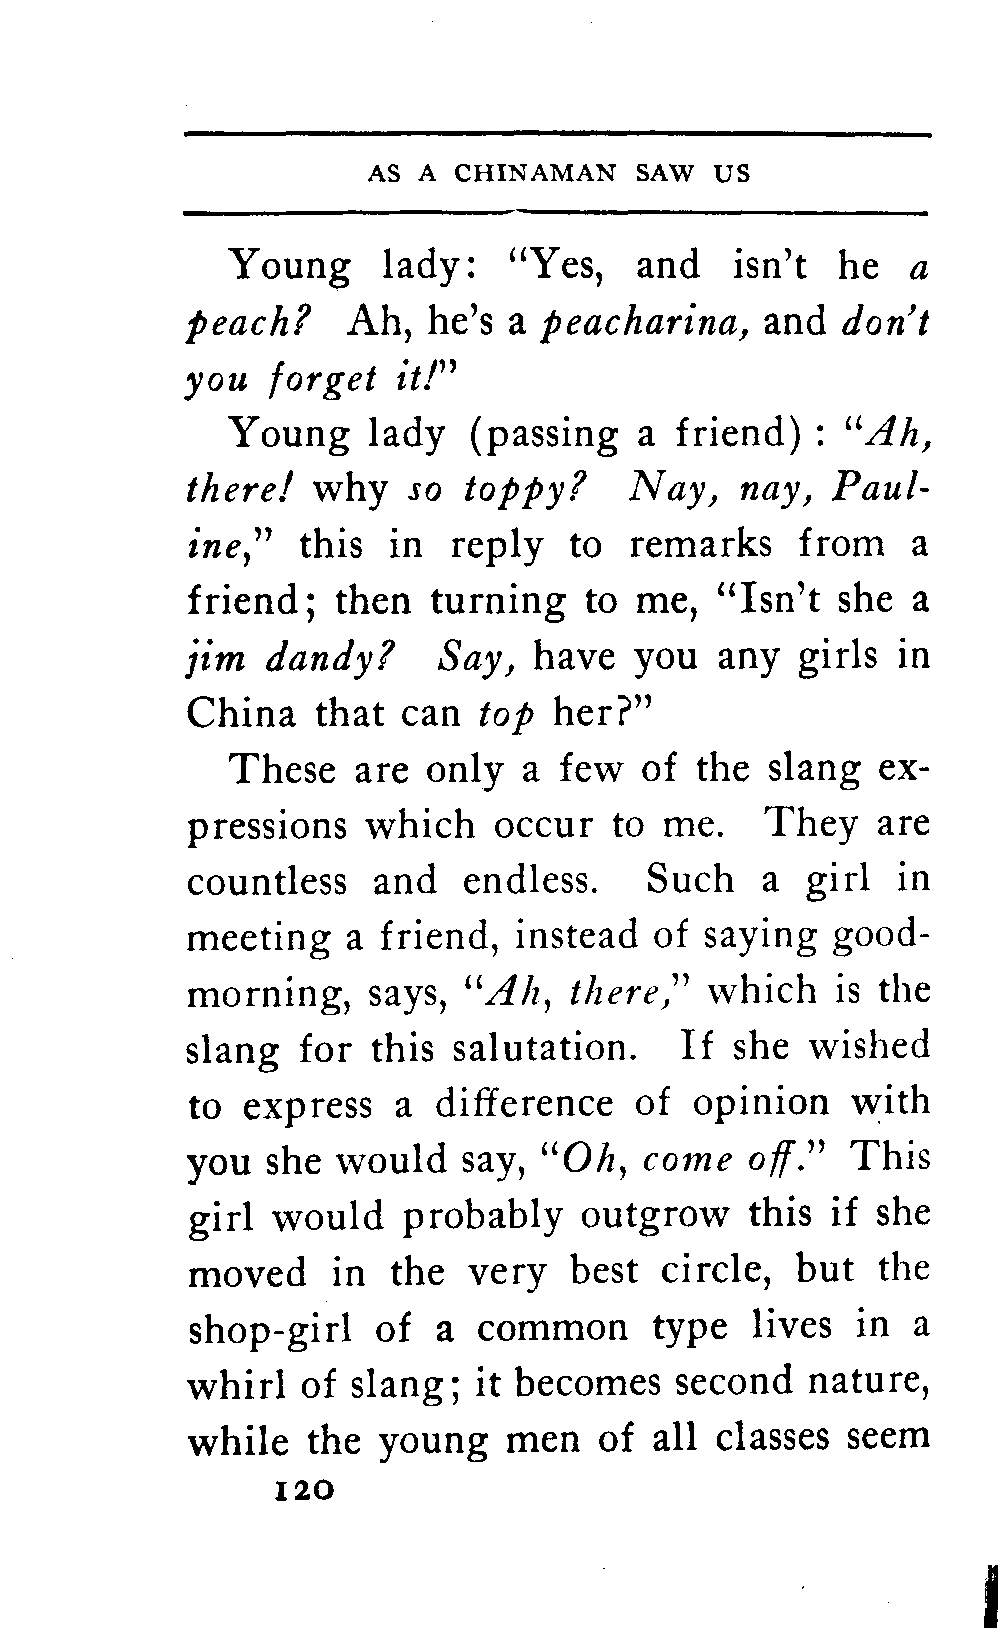 AS A CHINAMAN SAW US
Young lady: “Yes, and isn’t he a
peach? Ah, he’s a peacharina, and don’t
you forget it!”
Young lady (passing a friend) : “Ah,
there! why so toppy? Nay, nay, Paul-
ine,” this in reply to remarks from a
friend; then turning to me, “Isn’t she a
jim dandy? Say, have you any girls in
China that can top her?”
These are only a few of the slang ex-
pressions which occur to me. They are
countless and endless. Such a girl in
meeting a friend, instead of saying good-
morning, says, “Ah, there,” which is the
slang for this salutation. If she wished
to express a difference of opinion with
you she would say, “Oh, come off.” This
girl would probably outgrow this if she
moved in the very best circle, but the
shop-girl of a common type lives in a
whirl of slang; it becomes second nature,
while the young men of all classes seem
120